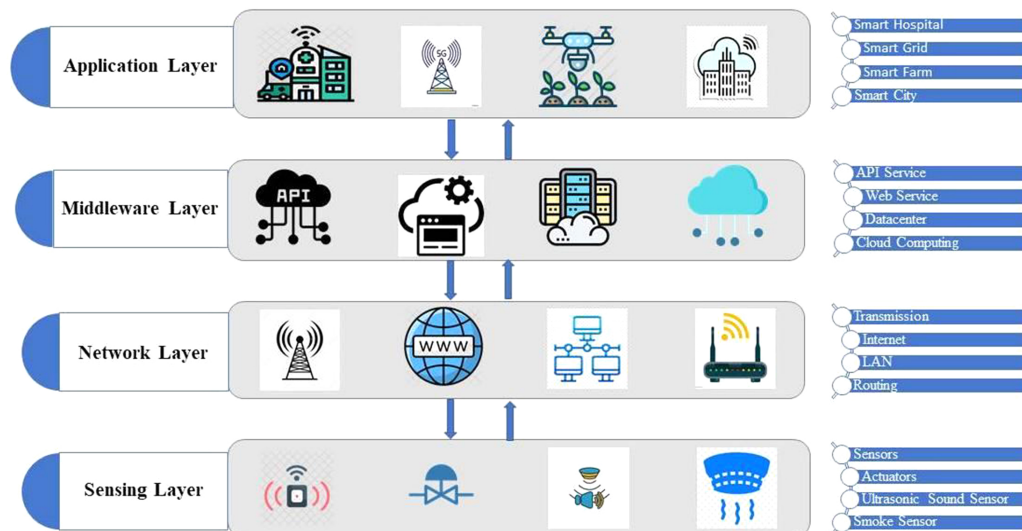 Application Layer
5G
Smart Hospital
Smart Grid
Smart Farm
Smart City
Middleware Layer
API
API Service
Web Service
Datacenter
Cloud Computing
Network Layer
WWW
Transmission
Internet
LAN
Routing
Sensing Layer
Sensors
Actuators
Ultrasonic Sound Sensor
Smoke Sensor